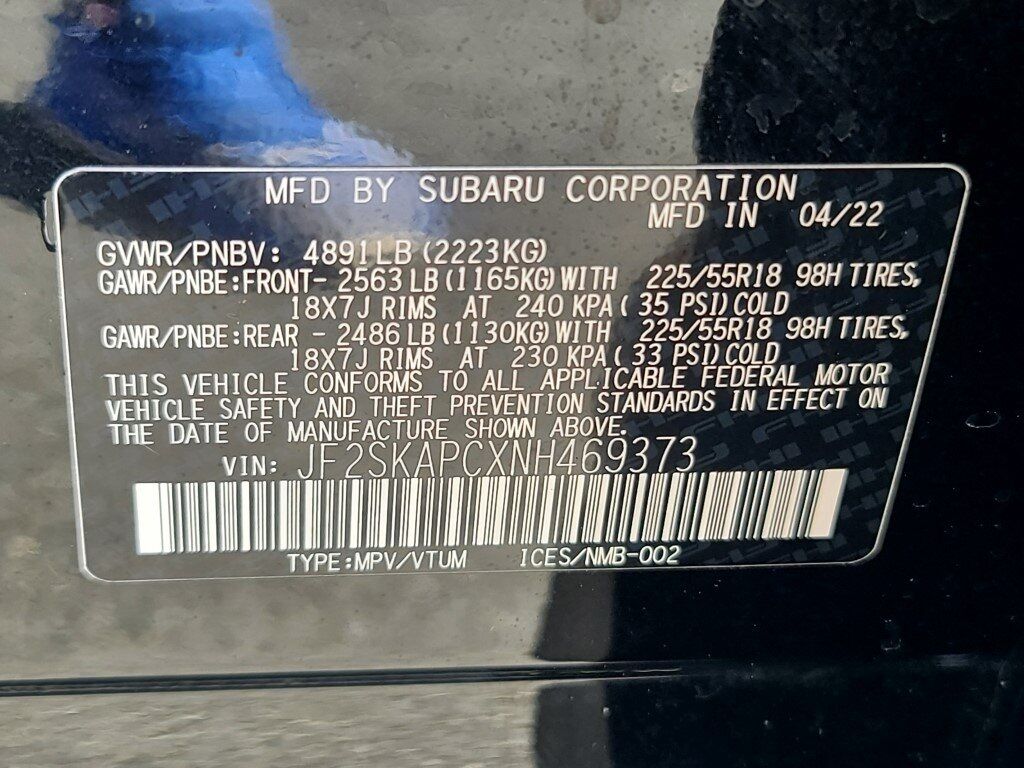 MFD BY SUBARU CORPORATION
MFD IN 04/22
GVWR/PNBV: 4891LB (2223KG)
GAWR/PNBE:FRONT- 2563LB (1165KG) WITH 225/55R18 98H TIRES,
18X7J RIMS AT 240 KPA ( 35 PSI) COLD
GAWR/PNBE:REAR - 2486LB (1130KG) WITH 225/55R18 98H TIRES,
18X7J RIMS AT 230 KPA ( 33 PSI) COLD
THIS VEHICLE CONFORMS TO ALL APPLICABLE FEDERAL MOTOR
VEHICLE SAFETY AND THEFT PREVENTION STANDARDS IN EFFECT ON
THE DATE OF MANUFACTURE SHOWN ABOVE.
VIN: JF2SKAPCXNH469373
TYPE:MPV/VTUM ICES/NMB-002